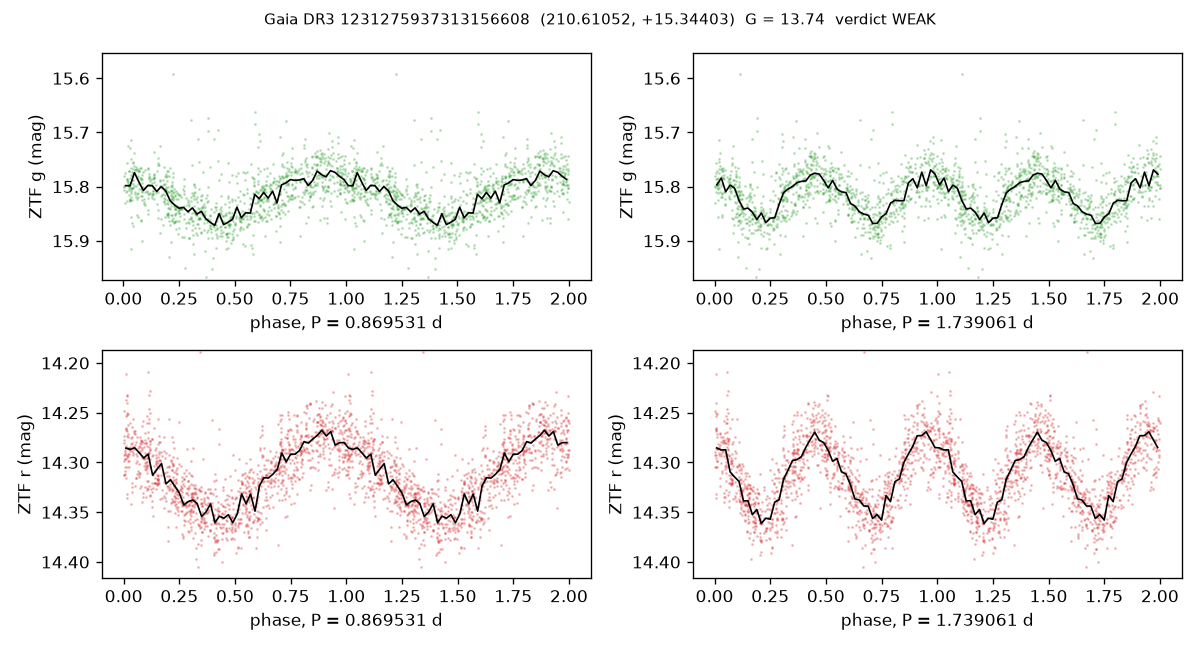 Gaia DR3 1231275937313156608  (210.61052, +15.34403)  G = 13.74  verdict WEAK
ZTF g (mag)
15.6
15.7
15.8
15.9
0.00 0.25 0.50 0.75 1.00 1.25 1.50 1.75 2.00
phase, P = 0.869531 d
ZTF g (mag)
15.6
15.7
15.8
15.9
0.00 0.25 0.50 0.75 1.00 1.25 1.50 1.75 2.00
phase, P = 1.739061 d
ZTF r (mag)
14.20
14.25
14.30
14.35
14.40
0.00 0.25 0.50 0.75 1.00 1.25 1.50 1.75 2.00
phase, P = 0.869531 d
ZTF r (mag)
14.20
14.25
14.30
14.35
14.40
0.00 0.25 0.50 0.75 1.00 1.25 1.50 1.75 2.00
phase, P = 1.739061 d